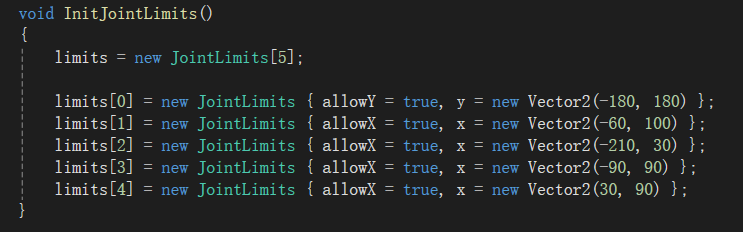 void InitJointLimits()
{
limits = new JointLimits[5];
limits[0] = new JointLimits { allowY = true, y = new Vector2(-180, 180) };
limits[1] = new JointLimits { allowX = true, x = new Vector2(-60, 100) };
limits[2] = new JointLimits { allowX = true, x = new Vector2(-210, 30) };
limits[3] = new JointLimits { allowX = true, x = new Vector2(-90, 90) };
limits[4] = new JointLimits { allowX = true, x = new Vector2(30, 90) };
}